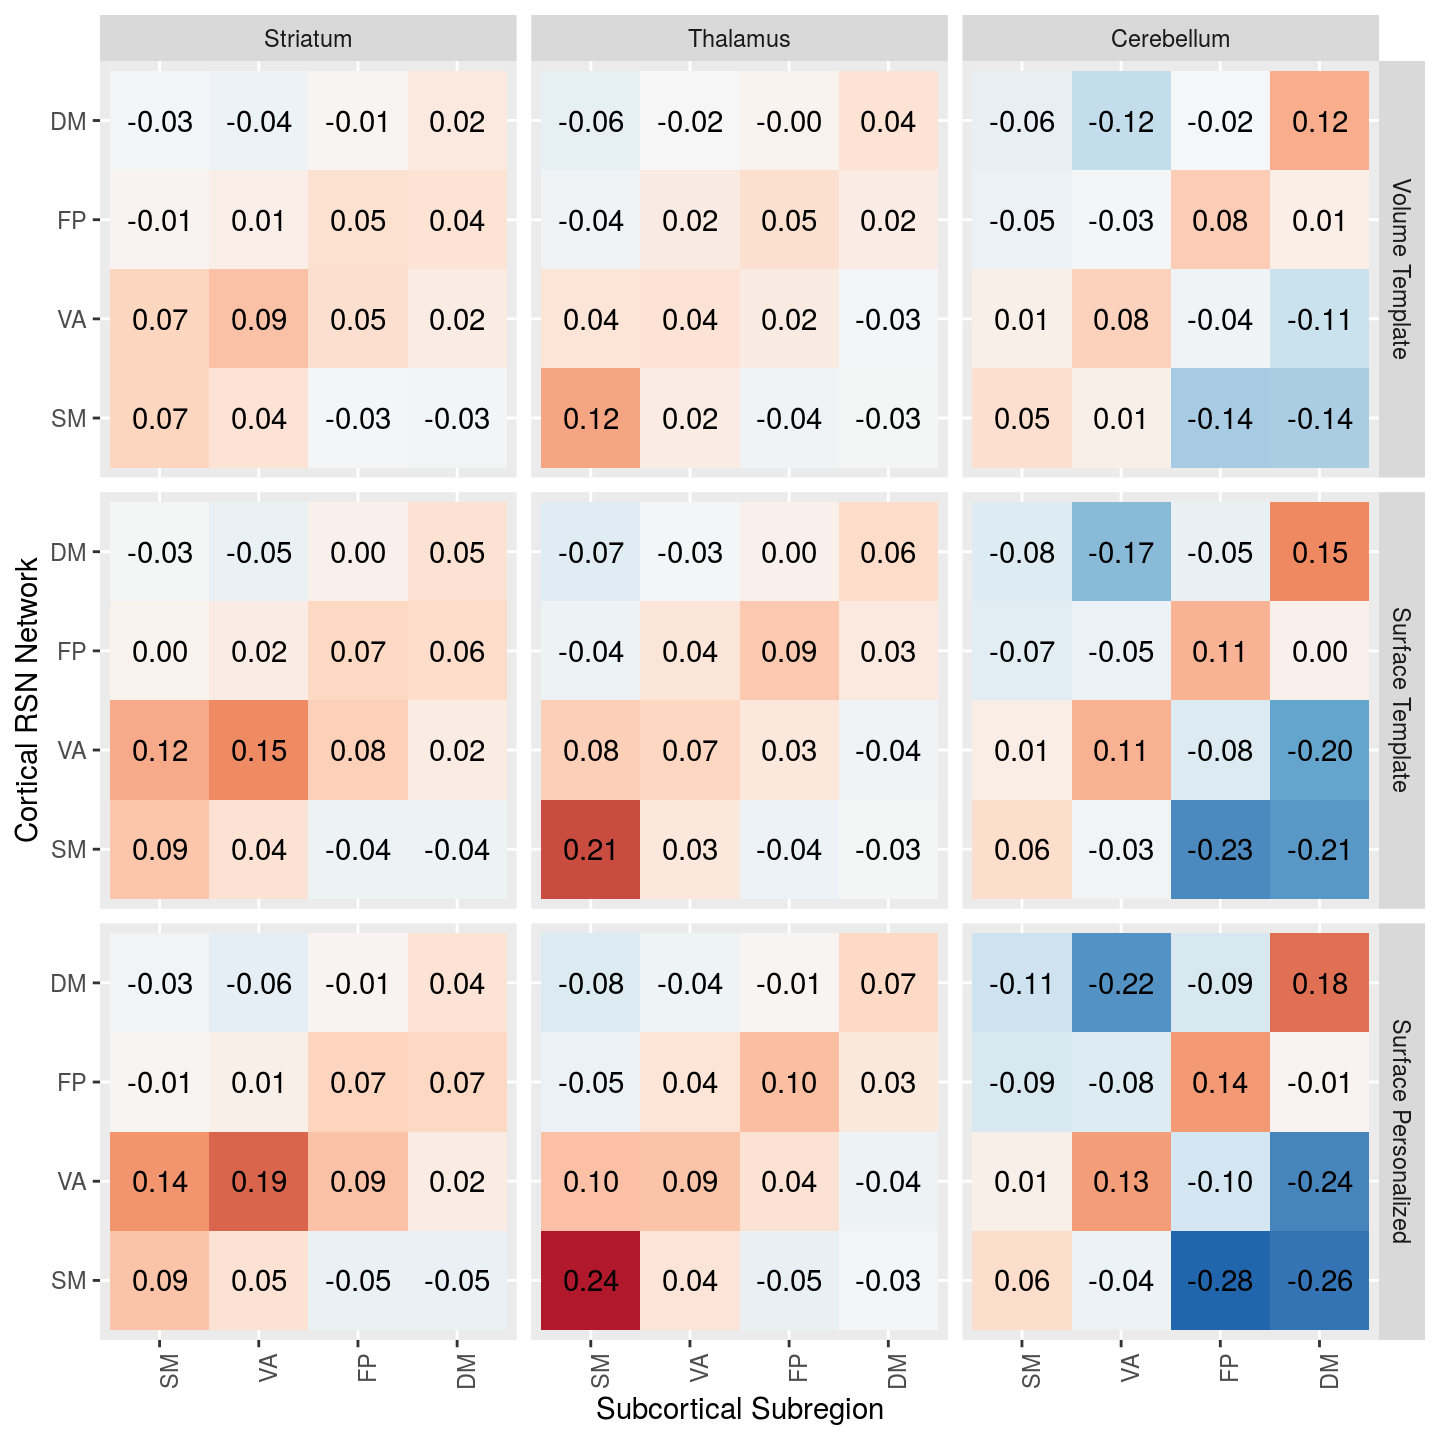 Striatum Thalamus Cerebellum
DM -0.03 -0.04 -0.01 0.02 -0.06 -0.02 -0.00 0.04 -0.06 -0.12 -0.02 0.12
FP -0.01 0.01 0.05 0.04 -0.04 0.02 0.05 0.02 -0.05 -0.03 0.08 0.01
VA 0.07 0.09 0.05 0.02 0.04 0.04 0.02 -0.03 0.01 0.08 -0.04 -0.11
SM 0.07 0.04 -0.03 -0.03 0.12 0.02 -0.04 -0.03 0.05 0.01 -0.14 -0.14
Volume Template
DM -0.03 -0.05 0.00 0.05 -0.07 -0.03 0.00 0.06 -0.08 -0.17 -0.05 0.15
FP 0.00 0.02 0.07 0.06 -0.04 0.04 0.09 0.03 -0.07 -0.05 0.11 0.00
VA 0.12 0.15 0.08 0.02 0.08 0.07 0.03 -0.04 0.01 0.11 -0.08 -0.20
SM 0.09 0.04 -0.04 -0.04 0.21 0.03 -0.04 -0.03 0.06 -0.03 -0.23 -0.21
Surface Template
Cortical RSN Network
DM -0.03 -0.06 -0.01 0.04 -0.08 -0.04 -0.01 0.07 -0.11 -0.22 -0.09 0.18
FP -0.01 0.01 0.07 0.07 -0.05 0.04 0.10 0.03 -0.09 -0.08 0.14 -0.01
VA 0.14 0.19 0.09 0.02 0.10 0.09 0.04 -0.04 0.01 0.13 -0.10 -0.24
SM 0.09 0.05 -0.05 -0.05 0.24 0.04 -0.05 -0.03 0.06 -0.04 -0.28 -0.26
Surface Personalized
SM VA FP DM SM VA FP DM SM VA FP DM
Subcortical Subregion